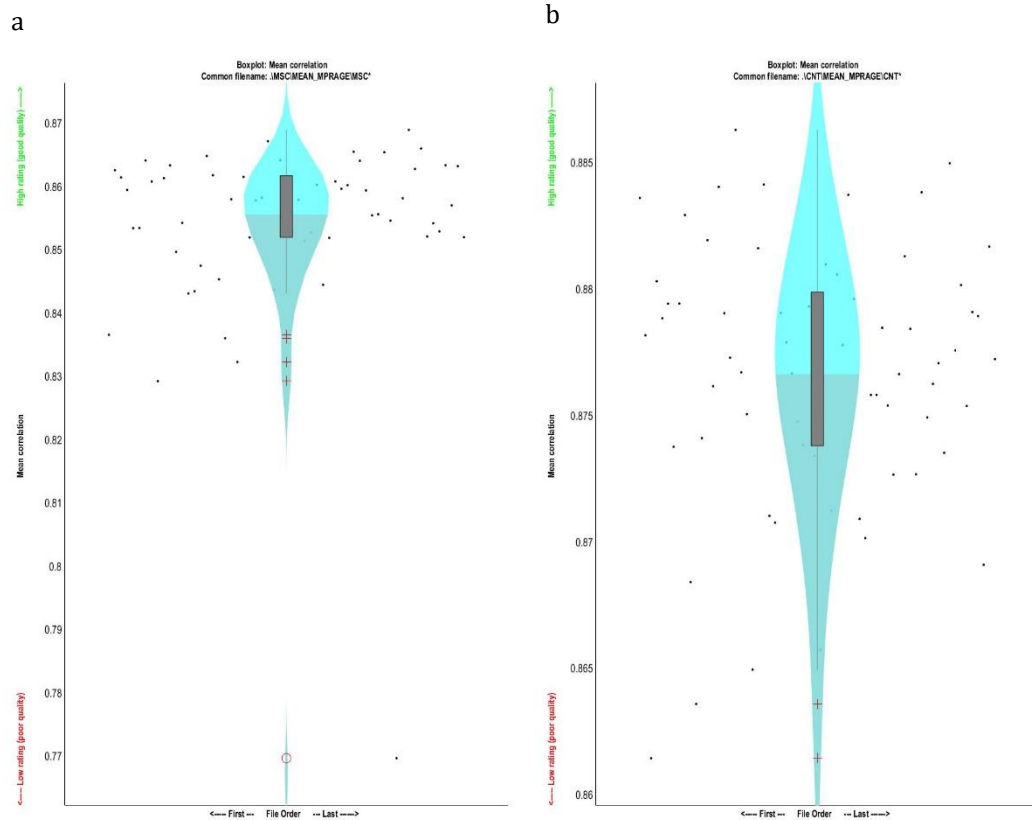 a
Boxplot: Mean correlation
Common filename: .\MSC\MEAN_MPRAGE\MSC*
High rating (good quality) ----->
Mean correlation
<---- Low rating (poor quality)
0.87
0.86
0.85
0.84
0.83
0.82
0.81
0.8
0.79
0.78
0.77
<----- First --- File Order --- Last ------>
b
Boxplot: Mean correlation
Common filename: .\CNT\MEAN_MPRAGE\CNT*
High rating (good quality) ----->
Mean correlation
<---- Low rating (poor quality)
0.885
0.88
0.875
0.87
0.865
0.86
<----- First --- File Order --- Last ------>